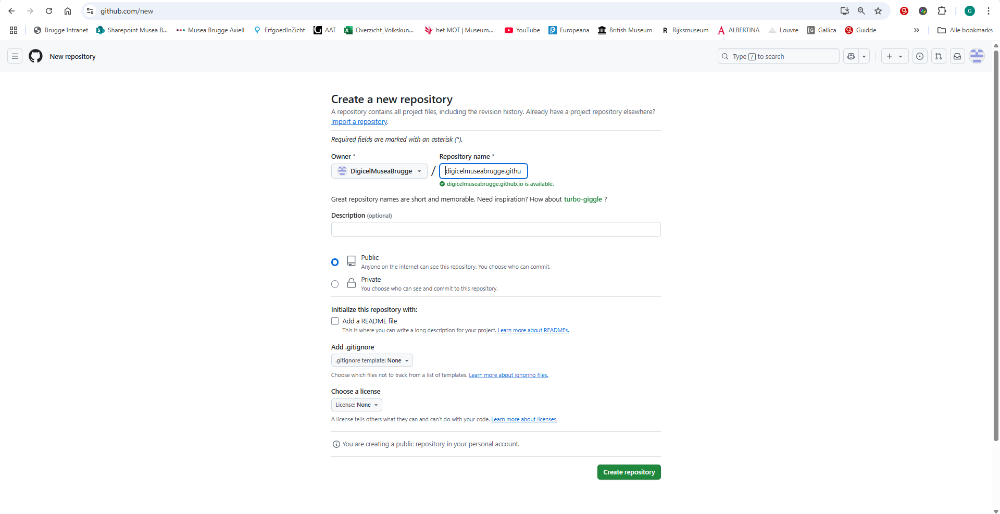 github.com/new
G
Brugge Intranet
Sharepoint Musea B...
Musea Brugge Axiell
ErfgoedInZicht
AAT
Overzicht_Volkskun...
het MOT | Museum...
YouTube
Europeana
British Museum
Rijksmuseum
ALBERTINA
Louvre
Gallica
Guidde
Alle bookmarks
New repository
Type / to search
Create a new repository
A repository contains all project files, including the revision history. Already have a project repository elsewhere?
Import a repository.
Required fields are marked with an asterisk (*).
Owner *
Repository name *
DigicelMuseaBrugge
/
digicelmuseabrugge.githu
digicelmuseabrugge.github.io is available.
Great repository names are short and memorable. Need inspiration? How about turbo-giggle ?
Description (optional)
Public
Anyone on the internet can see this repository. You choose who can commit.
Private
You choose who can see and commit to this repository.
Initialize this repository with:
Add a README file
This is where you can write a long description for your project. Learn more about READMEs.
Add .gitignore
.gitignore template: None
Choose which files not to track from a list of templates. Learn more about ignoring files.
Choose a license
License: None
A license tells others what they can and can't do with your code. Learn more about licenses.
You are creating a public repository in your personal account.
Create repository